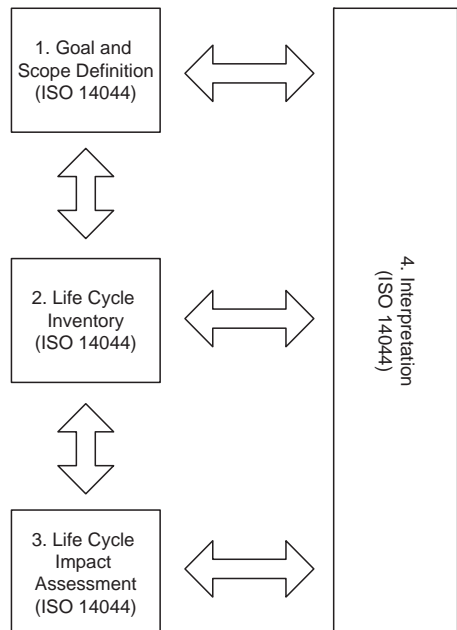 1. Goal and
Scope Definition
(ISO 14044)
2. Life Cycle
Inventory
(ISO 14044)
3. Life Cycle
Impact
Assessment
(ISO 14044)
4. Interpretation
(ISO 14044)